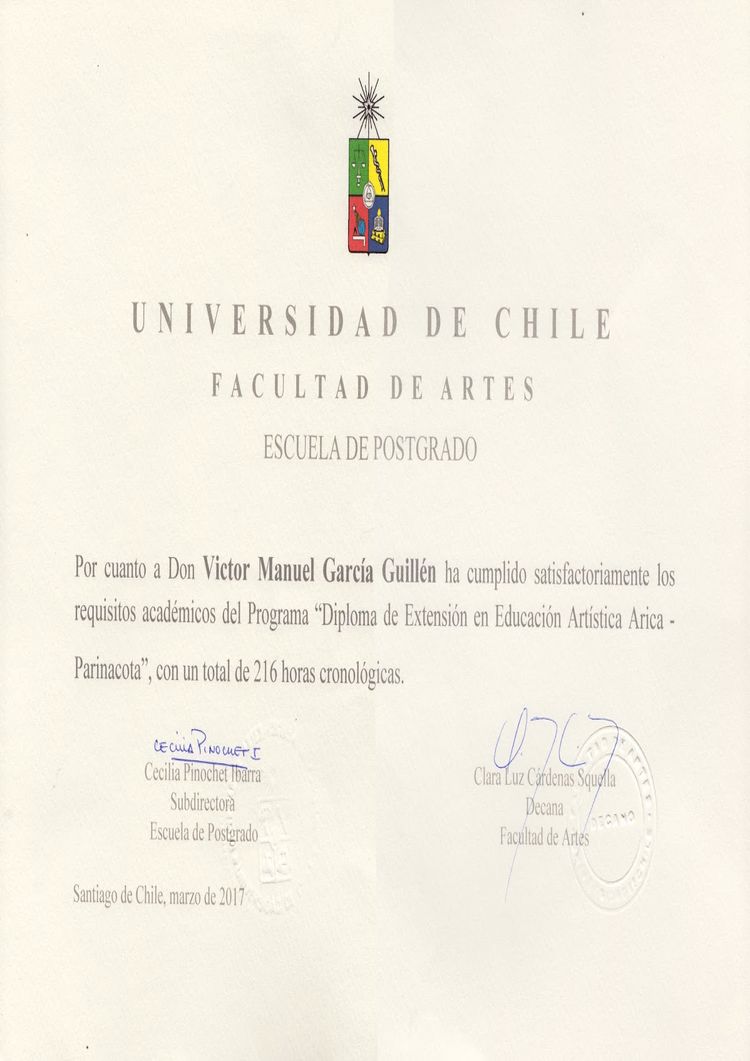 UNIVERSIDAD DE CHILE
FACULTAD DE ARTES
ESCUELA DE POSTGRADO
Por cuanto a Don Victor Manuel García Guillén ha cumplido satisfactoriamente los
requisitos académicos del Programa “Diploma de Extensión en Educación Artística Arica -
Parinacota”, con un total de 216 horas cronológicas.
CECILIA PINOCHET I
Cecilia Pinochet Ibarra
Subdirectora
Escuela de Postgrado
Clara Luz Cárdenas Squella
Decana
Facultad de Artes
DECANO
Santiago de Chile, marzo de 2017